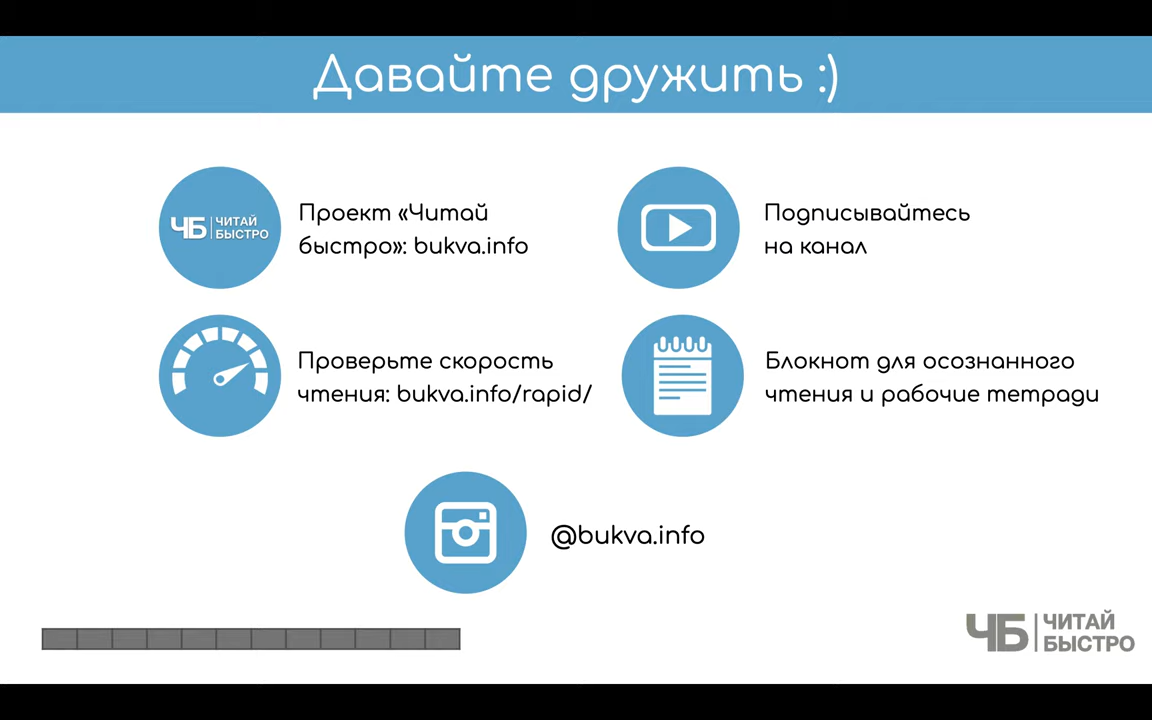 Давайте дружить :)
ЧБ ЧИТАЙ
БЫСТРО
Проект «Читай
быстро»: bukva.info
Подписывайтесь
на канал
Проверьте скорость
чтения: bukva.info/rapid/
Блокнот для осознанного
чтения и рабочие тетради
@bukva.info
ЧБ ЧИТАЙ
БЫСТРО